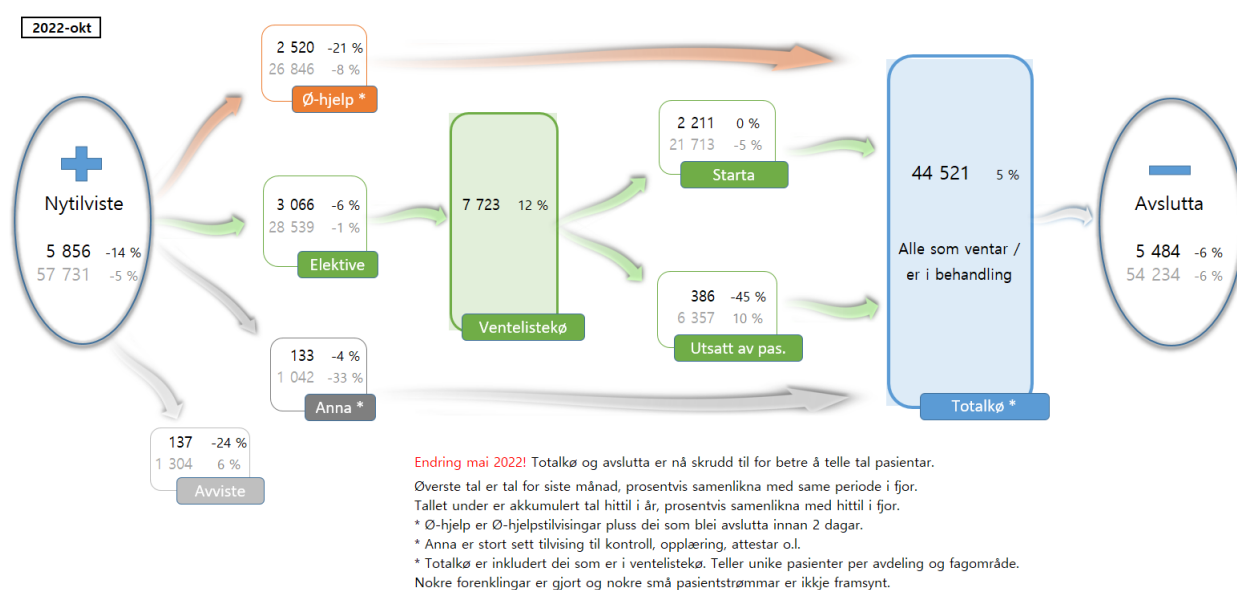 2022-okt
2 520 -21 %
26 846 -8 %
Ø-hjelp *
Nytilviste
5 856 -14 %
57 731 -5 %
3 066 -6 %
28 539 -1 %
Elektive
133 -4 %
1 042 -33 %
Anna *
137 -24 %
1 304 6 %
Avviste
7 723 12 %
Ventelistekø
2 211 0 %
21 713 -5 %
Starta
386 -45 %
6 357 10 %
Utsatt av pas.
44 521 5 %
Alle som ventar /
er i behandling
Totalkø *
Avslutta
5 484 -6 %
54 234 -6 %
Endring mai 2022! Totalkø og avslutta er nå skrudd til for betre å telle tal pasientar.
Øverste tal er tal for siste månad, prosentvis samenlikna med same periode i fjor.
Tallet under er akkumulert tal hittil i år, prosentvis samenlikna med hittil i fjor.
* Ø-hjelp er Ø-hjelpstilvisingar pluss dei som blei avslutta innan 2 dagar.
* Anna er stort sett tilvising til kontroll, opplæring, attestar o.l.
* Totalkø er inkludert dei som er i ventelistekø. Teller unike pasienter per avdeling og fagområde.
Nokre forenklingar er gjort og nokre små pasientstrømmar er ikkje framsynt.